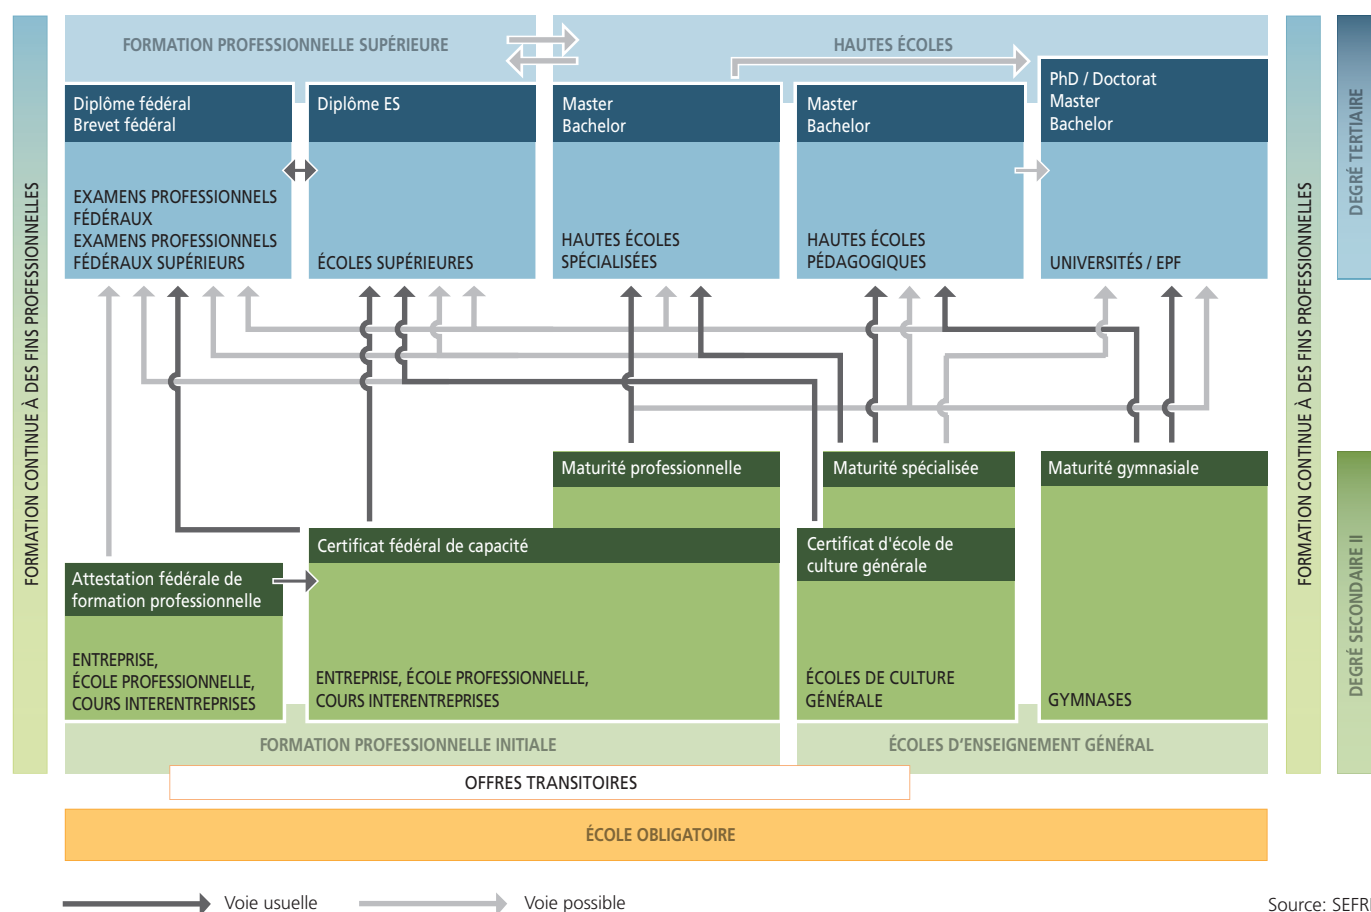 FORMATION PROFESSIONNELLE SUPÉRIEURE
HAUTES ÉCOLES
Diplôme fédéral
Brevet fédéral
Diplôme ES
Master
Bachelor
Master
Bachelor
PhD / Doctorat
Master
Bachelor
EXAMENS PROFESSIONNELS
FÉDÉRAUX
EXAMENS PROFESSIONNELS
FÉDÉRAUX SUPÉRIEURS
ÉCOLES SUPÉRIEURES
HAUTES ÉCOLES
SPÉCIALISÉES
HAUTES ÉCOLES
PÉDAGOGIQUES
UNIVERSITÉS / EPF
FORMATION CONTINUE À DES FINS PROFESSIONNELLES
FORMATION CONTINUE À DES FINS PROFESSIONNELLES
DEGRÉ TERTIAIRE
DEGRÉ SECONDAIRE II
Maturité professionnelle
Maturité spécialisée
Maturité gymnasiale
Certificat fédéral de capacité
Certificat d'école de
culture générale
Attestation fédérale de
formation professionnelle
ENTREPRISE,
ÉCOLE PROFESSIONNELLE,
COURS INTERENTREPRISES
ENTREPRISE, ÉCOLE PROFESSIONNELLE,
COURS INTERENTREPRISES
ÉCOLES DE CULTURE
GÉNÉRALE
GYMNASES
FORMATION PROFESSIONNELLE INITIALE
ÉCOLES D’ENSEIGNEMENT GÉNÉRAL
OFFRES TRANSITOIRES
ÉCOLE OBLIGATOIRE
Voie usuelle
Voie possible
Source: SEFRI